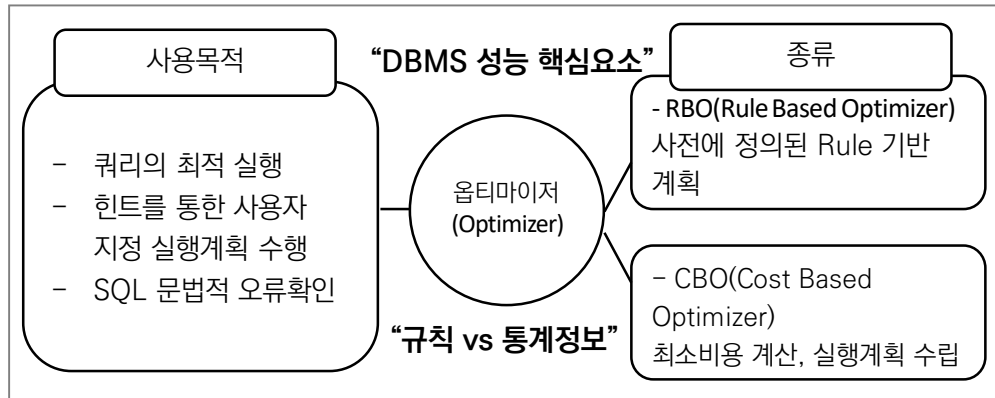 사용목적
- 쿼리의 최적 실행
- 힌트를 통한 사용자
지정 실행계획 수행
- SQL 문법적 오류확인
“DBMS 성능 핵심요소”
옵티마이저
(Optimizer)
“규칙 vs 통계정보”
종류
- RBO(Rule Based Optimizer)
사전에 정의된 Rule 기반
계획
- CBO(Cost Based
Optimizer)
최소비용 계산, 실행계획 수립